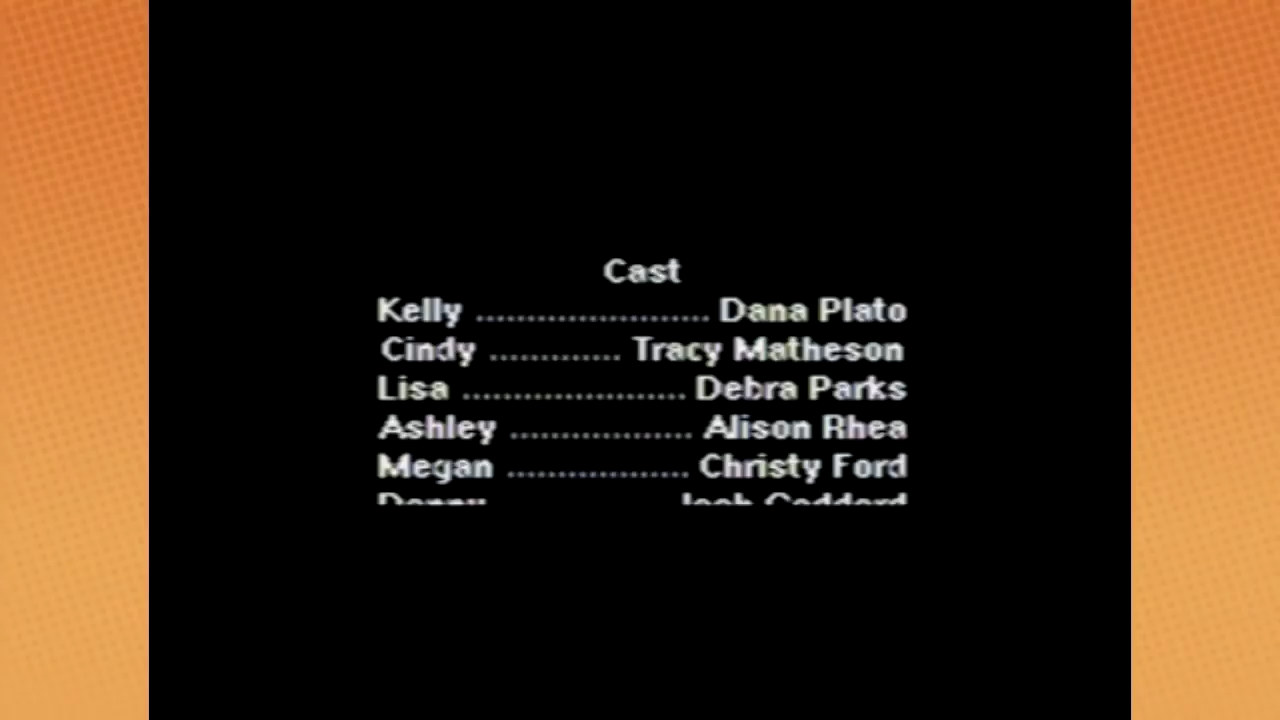 Cast
Kelly ....................... Dana Plato
Cindy ............. Tracy Matheson
Lisa ...................... Debra Parks
Ashley .................. Alison Rhea
Megan .................. Christy Ford